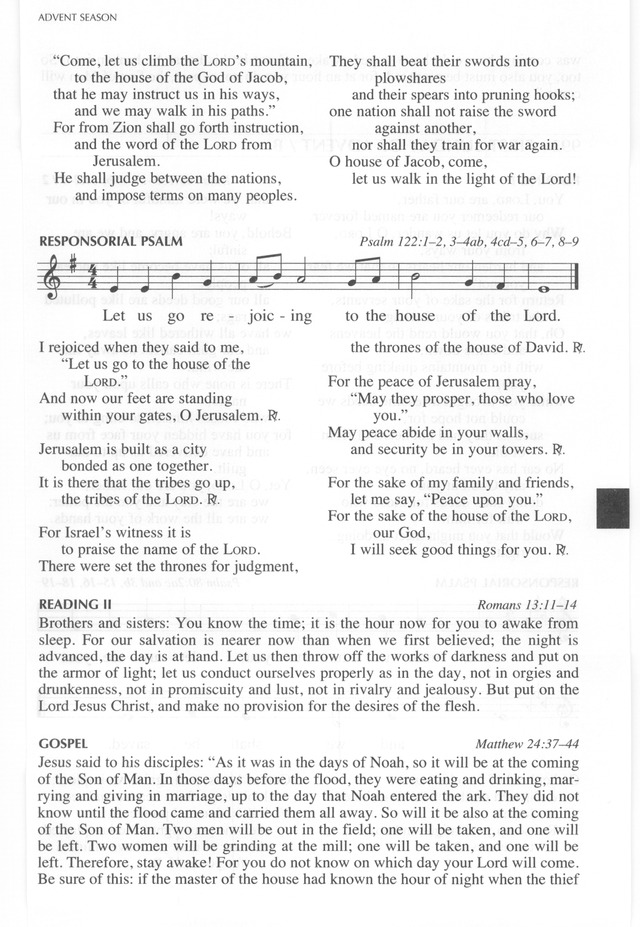 ADVENT SEASON
“Come, let us climb the LORD’s mountain,
to the house of the God of Jacob,
that he may instruct us in his ways,
and we may walk in his paths.”
For from Zion shall go forth instruction,
and the word of the LORD from
Jerusalem.
He shall judge between the nations,
and impose terms on many peoples.
They shall beat their swords into
plowshares
and their spears into pruning hooks;
one nation shall not raise the sword
against another,
nor shall they train for war again.
O house of Jacob, come,
let us walk in the light of the Lord!
RESPONSORIAL PSALM Psalm 122:1–2, 3–4ab, 4cd–5, 6–7, 8–9
4
4
Let us go re - joic - ing to the house of the Lord.
I rejoiced when they said to me,
“Let us go to the house of the
LORD.”
And now our feet are standing
within your gates, O Jerusalem. ℟.
Jerusalem is built as a city
bonded as one together.
It is there that the tribes go up,
the tribes of the LORD. ℟.
For Israel’s witness it is
to praise the name of the LORD.
There were set the thrones for judgment,
the thrones of the house of David. ℟.
For the peace of Jerusalem pray,
“May they prosper, those who love
you.”
May peace abide in your walls,
and security be in your towers. ℟.
For the sake of my family and friends,
let me say, “Peace upon you.”
For the sake of the house of the LORD,
our God,
I will seek good things for you. ℟.
READING II Romans 13:11–14
Brothers and sisters: You know the time; it is the hour now for you to awake from
sleep. For our salvation is nearer now than when we first believed; the night is
advanced, the day is at hand. Let us then throw off the works of darkness and put on
the armor of light; let us conduct ourselves properly as in the day, not in orgies and
drunkenness, not in promiscuity and lust, not in rivalry and jealousy. But put on the
Lord Jesus Christ, and make no provision for the desires of the flesh.
GOSPEL Matthew 24:37–44
Jesus said to his disciples: “As it was in the days of Noah, so it will be at the coming
of the Son of Man. In those days before the flood, they were eating and drinking, mar-
rying and giving in marriage, up to the day that Noah entered the ark. They did not
know until the flood came and carried them all away. So will it be also at the coming
of the Son of Man. Two men will be out in the field; one will be taken, and one will
be left. Two women will be grinding at the mill; one will be taken, and one will be
left. Therefore, stay awake! For you do not know on which day your Lord will come.
Be sure of this: if the master of the house had known the hour of night when the thief